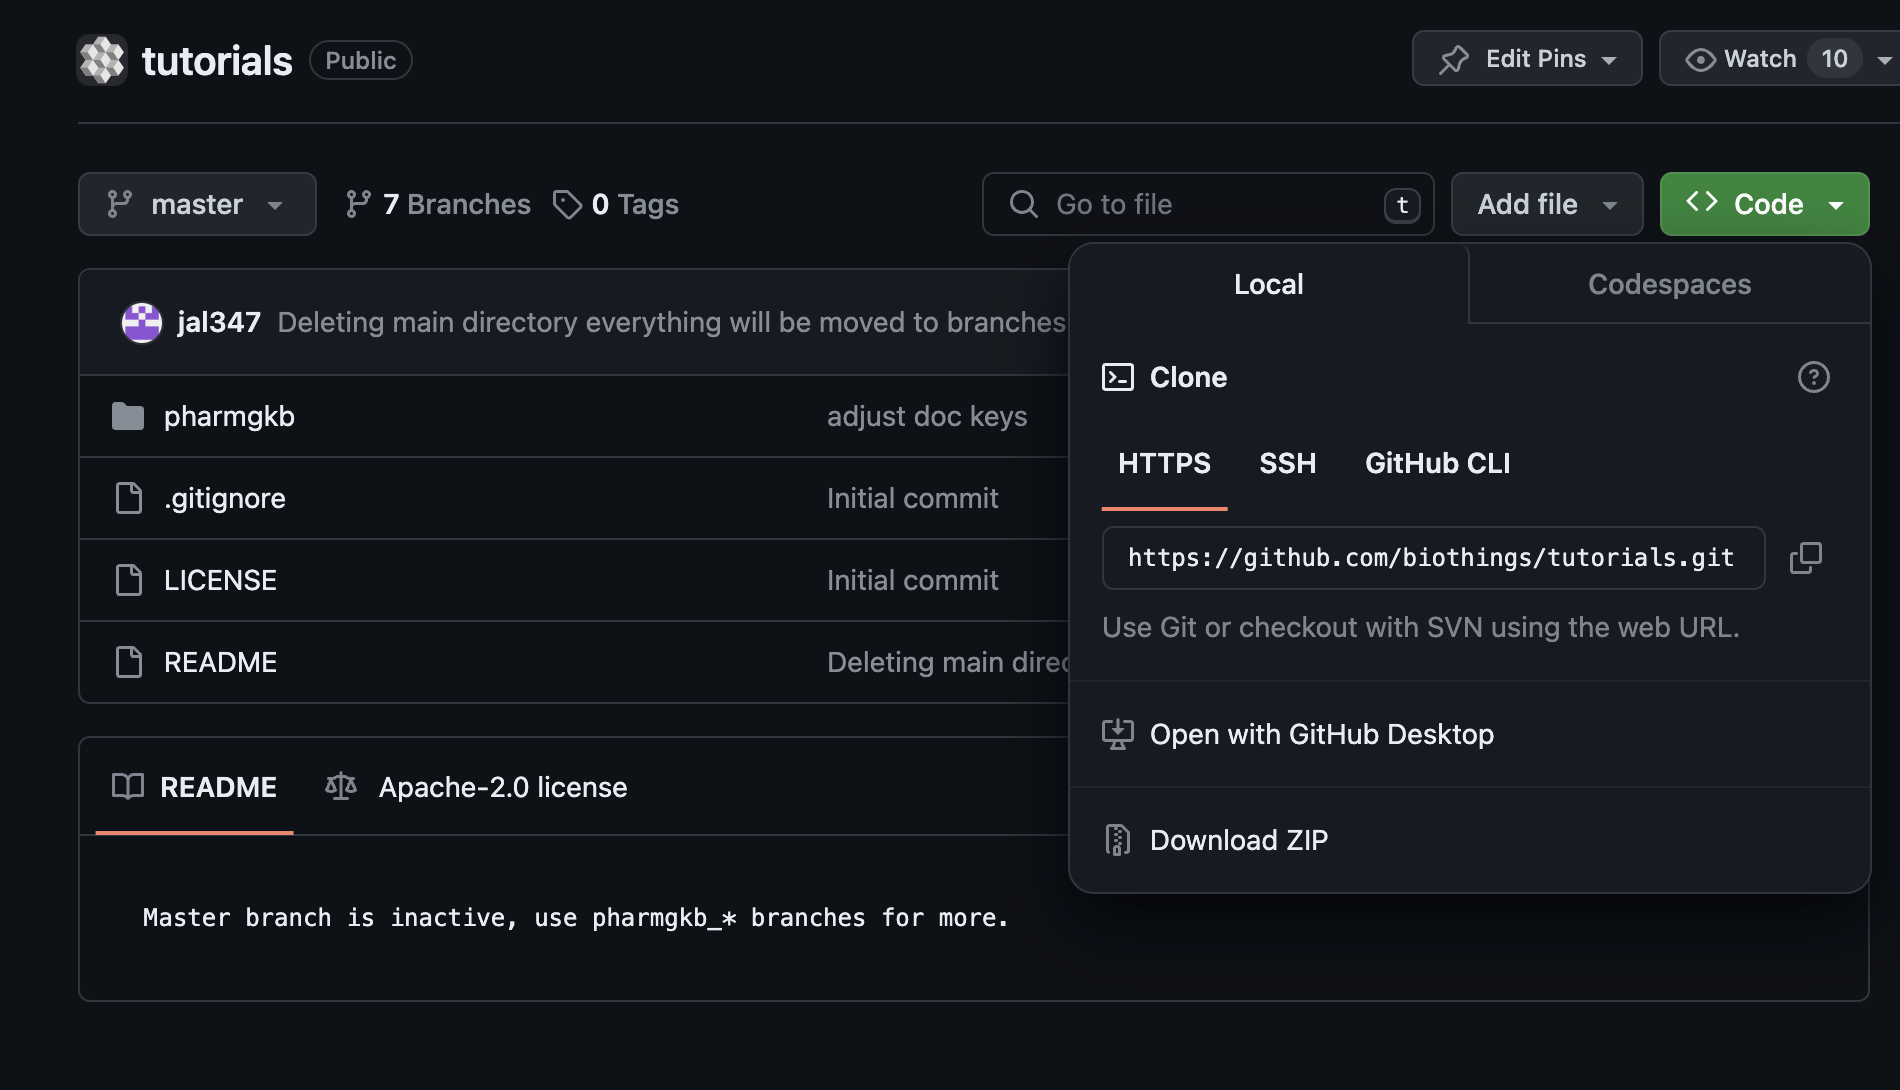 tutorials Public Edit Pins Watch 10
master 7 Branches 0 Tags Go to file t Add file <> Code
Local Codespaces
jal347 Deleting main directory everything will be moved to branches
Clone
pharmgkb adjust doc keys
HTTPS SSH GitHub CLI
.gitignore Initial commit
https://github.com/biothings/tutorials.git
LICENSE Initial commit
Use Git or checkout with SVN using the web URL.
README Deleting main direc
Open with GitHub Desktop
README Apache-2.0 license
Download ZIP
Master branch is inactive, use pharmgkb_* branches for more.